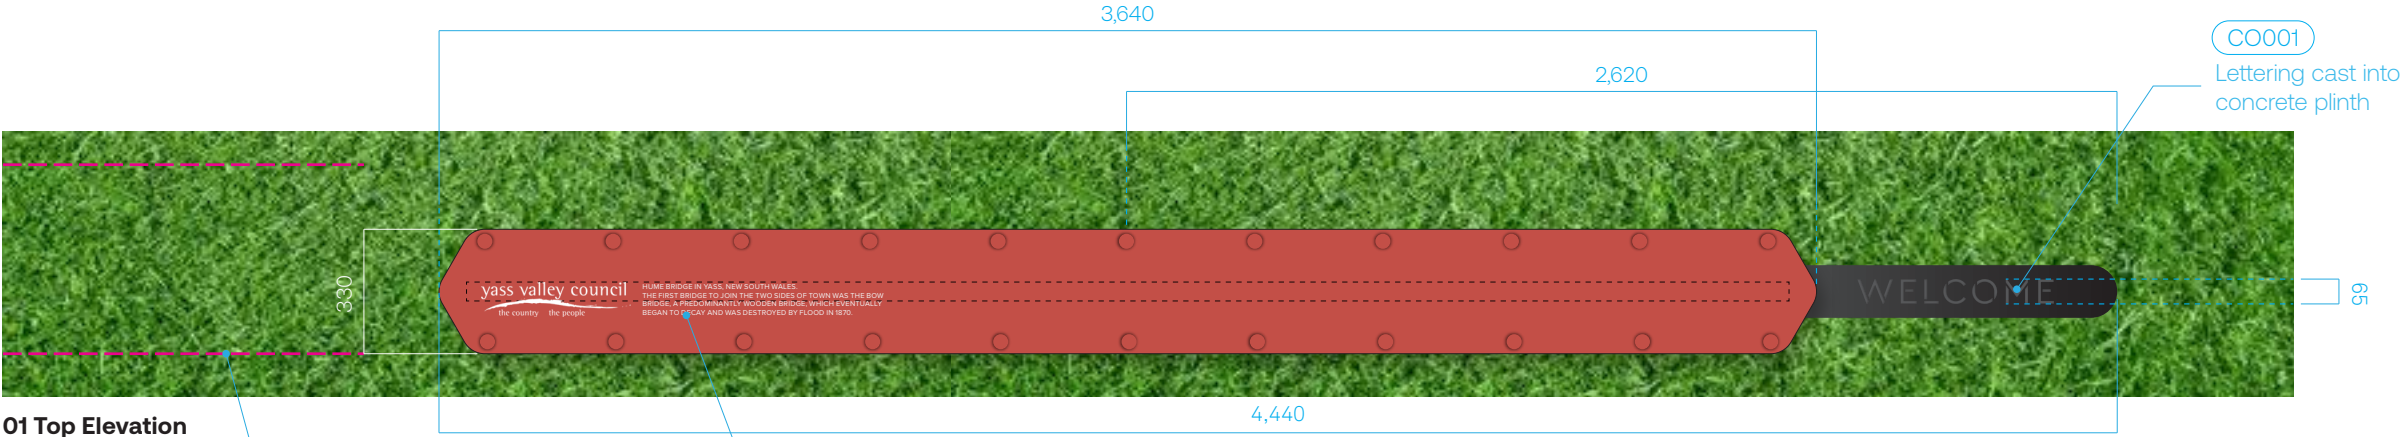 3,640
2,620
CO001
Lettering cast into
concrete plinth
330
yass valley council
the country the people
HUME BRIDGE IN YASS, NEW SOUTH WALES.
THE FIRST BRIDGE TO JOIN THE TWO SIDES OF TOWN WAS THE BOW
BRIDGE, A PREDOMINANTLY WOODEN BRIDGE, WHICH EVENTUALLY
BEGAN TO DECAY AND WAS DESTROYED BY FLOOD IN 1870.
WELCOME
65
4,440
01 Top Elevation